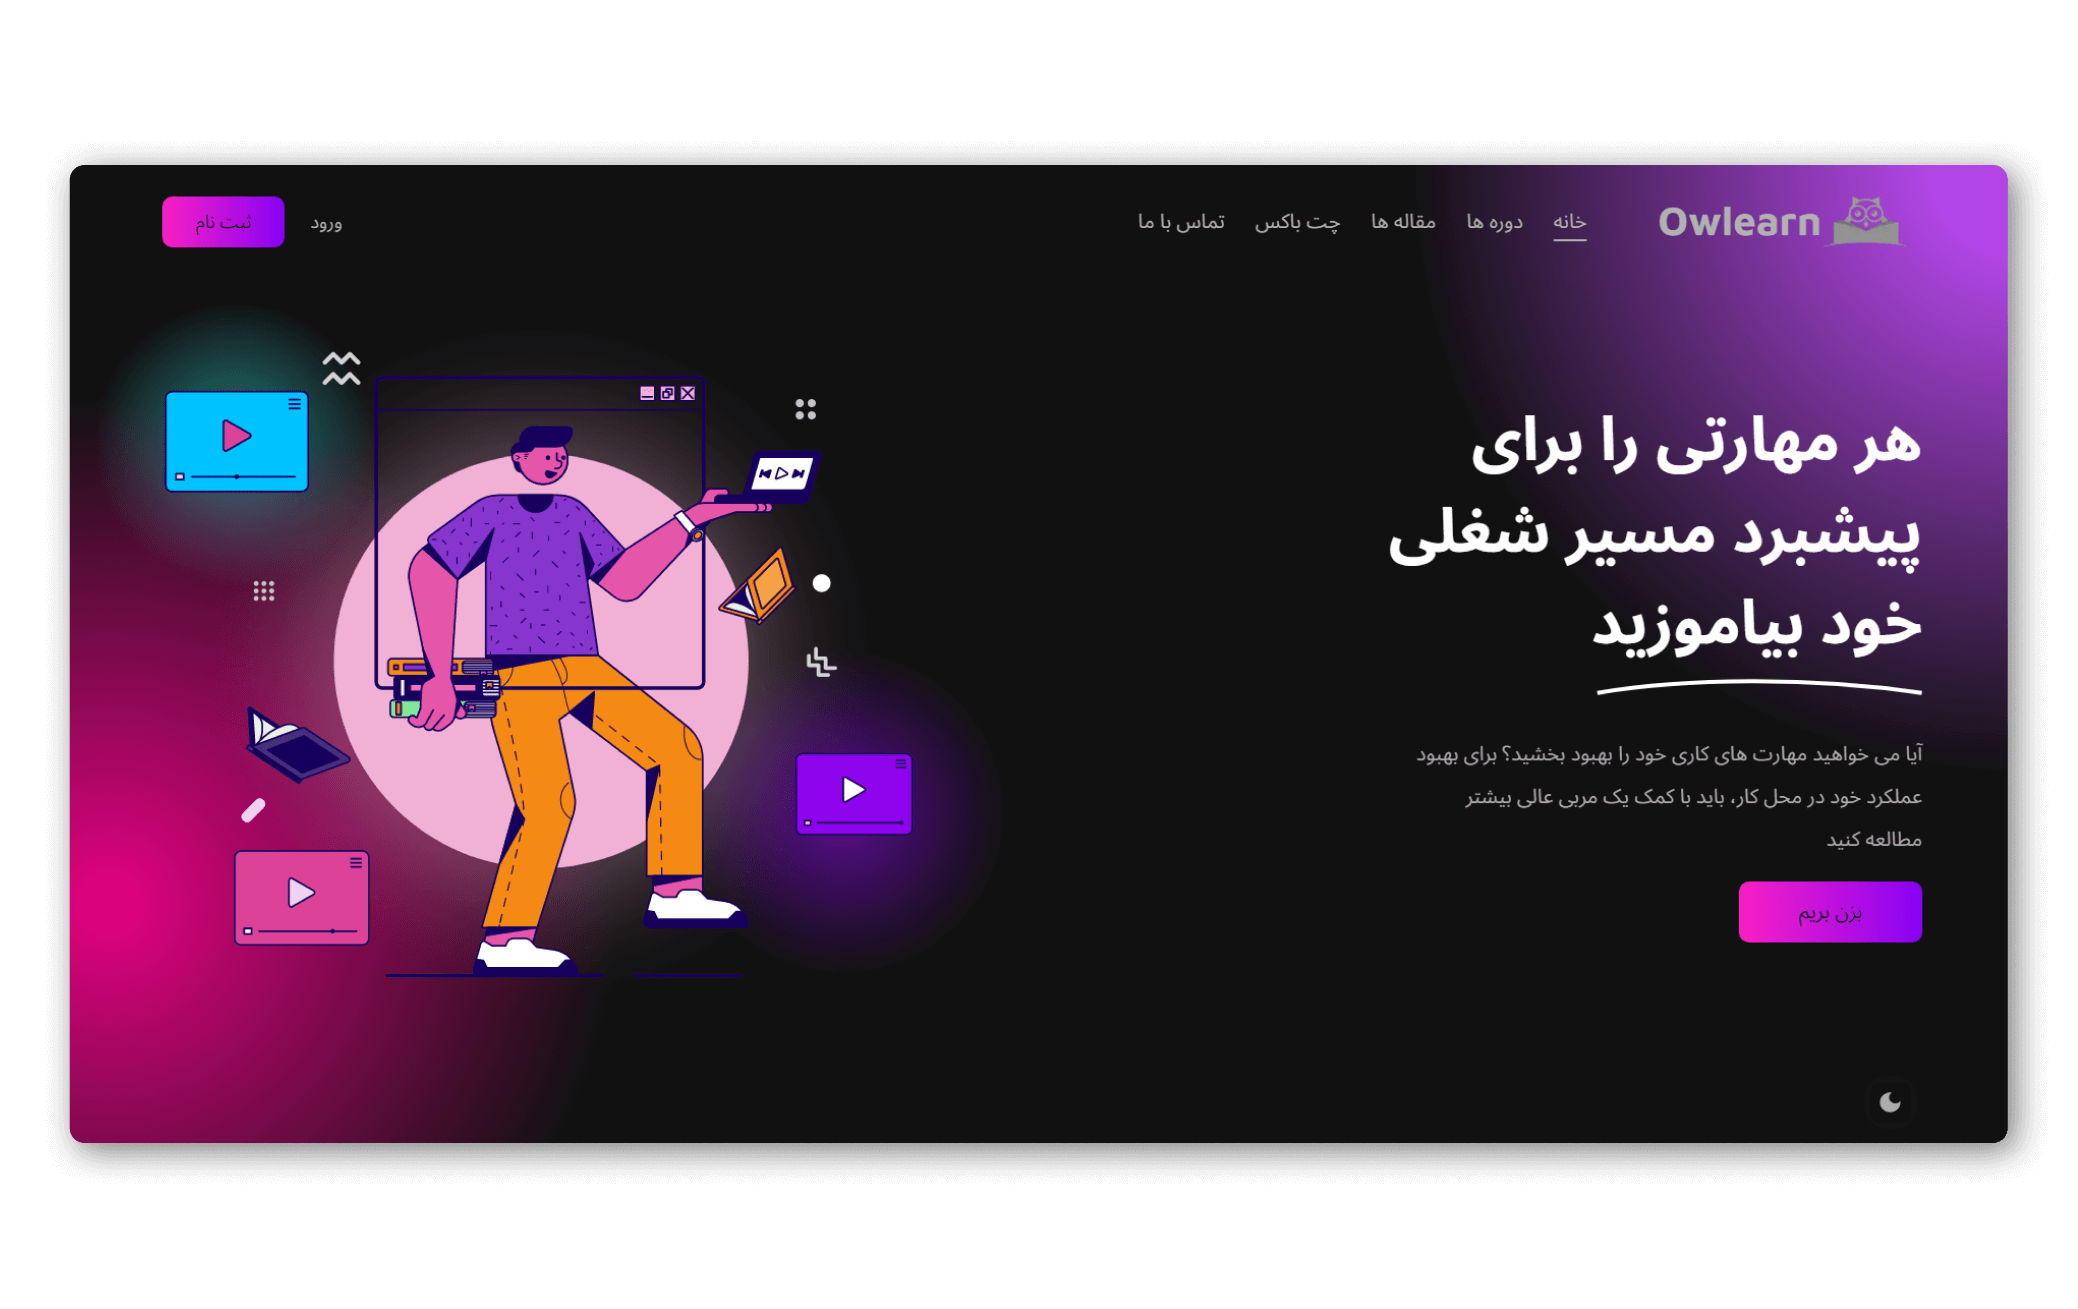 Owlearn
خانه
دوره ها
مقاله ها
چت باکس
تماس با ما
ورود
ثبت نام
هر مهارتی را برای
پیشبرد مسیر شغلی
خود بیاموزید
آیا می خواهید مهارت های کاری خود را بهبود بخشید؟ برای بهبود
عملکرد خود در محل کار، باید با کمک یک مربی عالی بیشتر
مطالعه کنید
بزن بریم